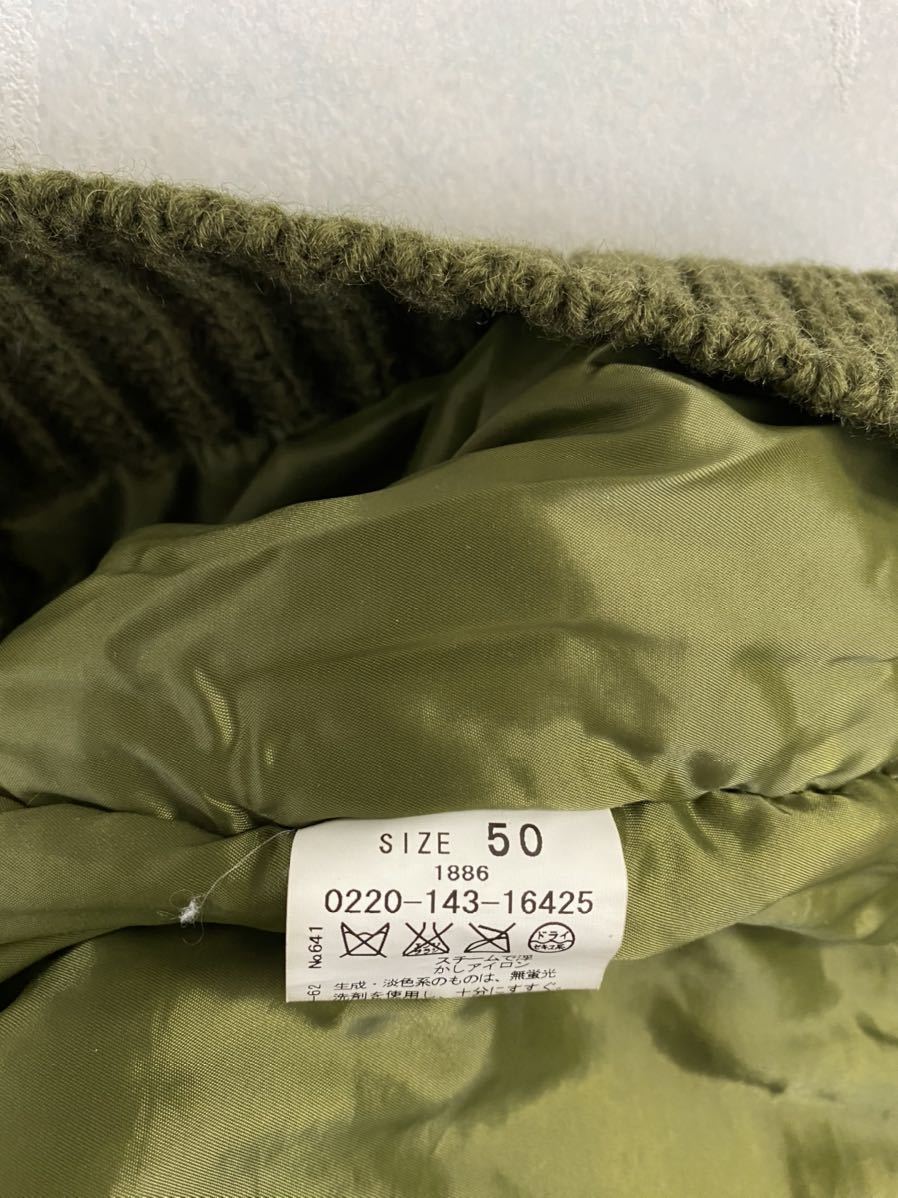 SIZE 50
1886
0220-143-16425
ドライ
セキユ系
スチームで浮
かしアイロン
生成・淡色系のものは、無蛍光
洗剤を使用し、十分にすすぐ。
-62 No641